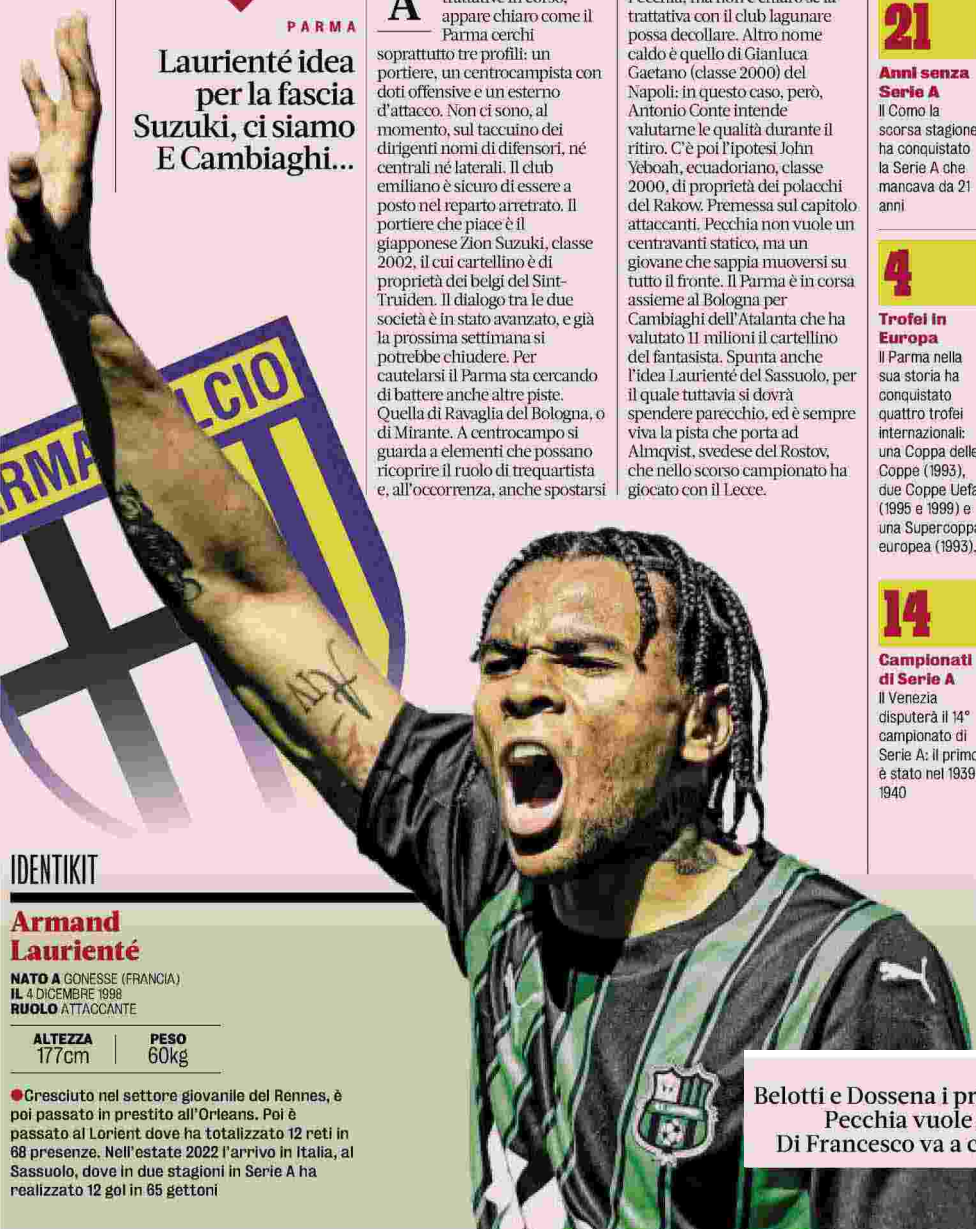 PARMA
Laurienté idea
per la fascia
Suzuki, ci siamo
E Cambiaghi...
A
appare chiaro come il
Parma cerchi
soprattutto tre profili: un
portiere, un centrocampista con
doti offensive e un esterno
d'attacco. Non ci sono, al
momento, sul taccuino dei
dirigenti nomi di difensori, né
centrali né laterali. Il club
emiliano è sicuro di essere a
posto nel reparto arretrato. Il
portiere che piace è il
giapponese Zion Suzuki, classe
2002, il cui cartellino è di
proprietà dei belgi del Sint-
Truiden. Il dialogo tra le due
società è in stato avanzato, e già
la prossima settimana si
potrebbe chiudere. Per
cautelarsi il Parma sta cercando
di battere anche altre piste.
Quella di Ravaglia del Bologna, o
di Mirante. A centrocampo si
guarda a elementi che possano
ricoprire il ruolo di trequartista
e, all'occorrenza, anche spostarsi
trattativa con il club lagunare
possa decollare. Altro nome
caldo è quello di Gianluca
Gaetano (classe 2000) del
Napoli: in questo caso, però,
Antonio Conte intende
valutarne le qualità durante il
ritiro. C'è poi l'ipotesi John
Yeboah, ecuadoriano, classe
2000, di proprietà dei polacchi
del Rakow. Premessa sul capitolo
attaccanti. Pecchia non vuole un
centravanti statico, ma un
giovane che sappia muoversi su
tutto il fronte. Il Parma è in corsa
assieme al Bologna per
Cambiaghi dell'Atalanta che ha
valutato 11 milioni il cartellino
del fantasista. Spunta anche
l'idea Laurienté del Sassuolo, per
il quale tuttavia si dovrà
spendere parecchio, ed è sempre
viva la pista che porta ad
Almqvist, svedese del Rostov,
che nello scorso campionato ha
giocato con il Lecce.
21
Anni senza
Serie A
Il Como la
scorsa stagione
ha conquistato
la Serie A che
mancava da 21
anni
4
Trofei in
Europa
Il Parma nella
sua storia ha
conquistato
quattro trofei
internazionali:
una Coppa delle
Coppe (1993),
due Coppe Uefa
(1995 e 1999) e
una Supercoppa
europea (1993).
14
Campionati
di Serie A
Il Venezia
disputerà il 14°
campionato di
Serie A: il primo
è stato nel 1939
1940
RMA LCIO
IDENTIKIT
Armand
Laurienté
NATO A GONESSE (FRANCIA)
IL 4 DICEMBRE 1998
RUOLO ATTACCANTE
ALTEZZA PESO
177cm 60kg
Cresciuto nel settore giovanile del Rennes, è
poi passato in prestito all'Orleans. Poi è
passato al Lorient dove ha totalizzato 12 reti in
68 presenze. Nell'estate 2022 l'arrivo in Italia, al
Sassuolo, dove in due stagioni in Serie A ha
realizzato 12 gol in 65 gettoni
Belotti e Dossena i pr
Pecchia vuole
Di Francesco va a c